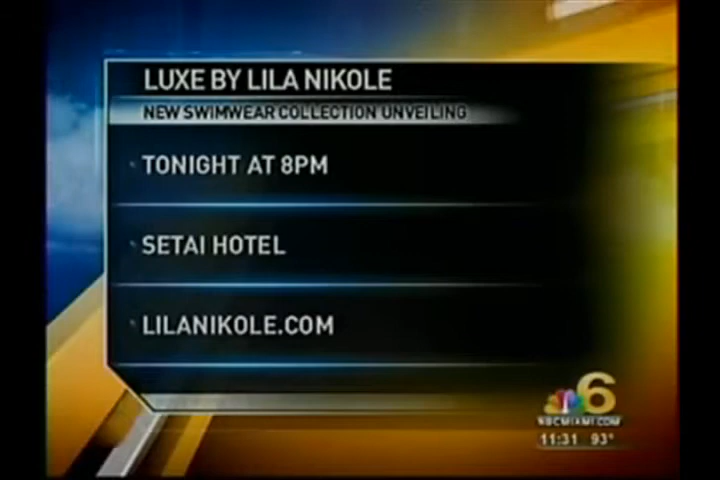 LUXE BY LILA NIKOLE
NEW SWIMWEAR COLLECTION UNVEILING
TONIGHT AT 8PM
SETAI HOTEL
LILANIKOLE.COM
6
NBCMIAMI.COM
11:31 93°